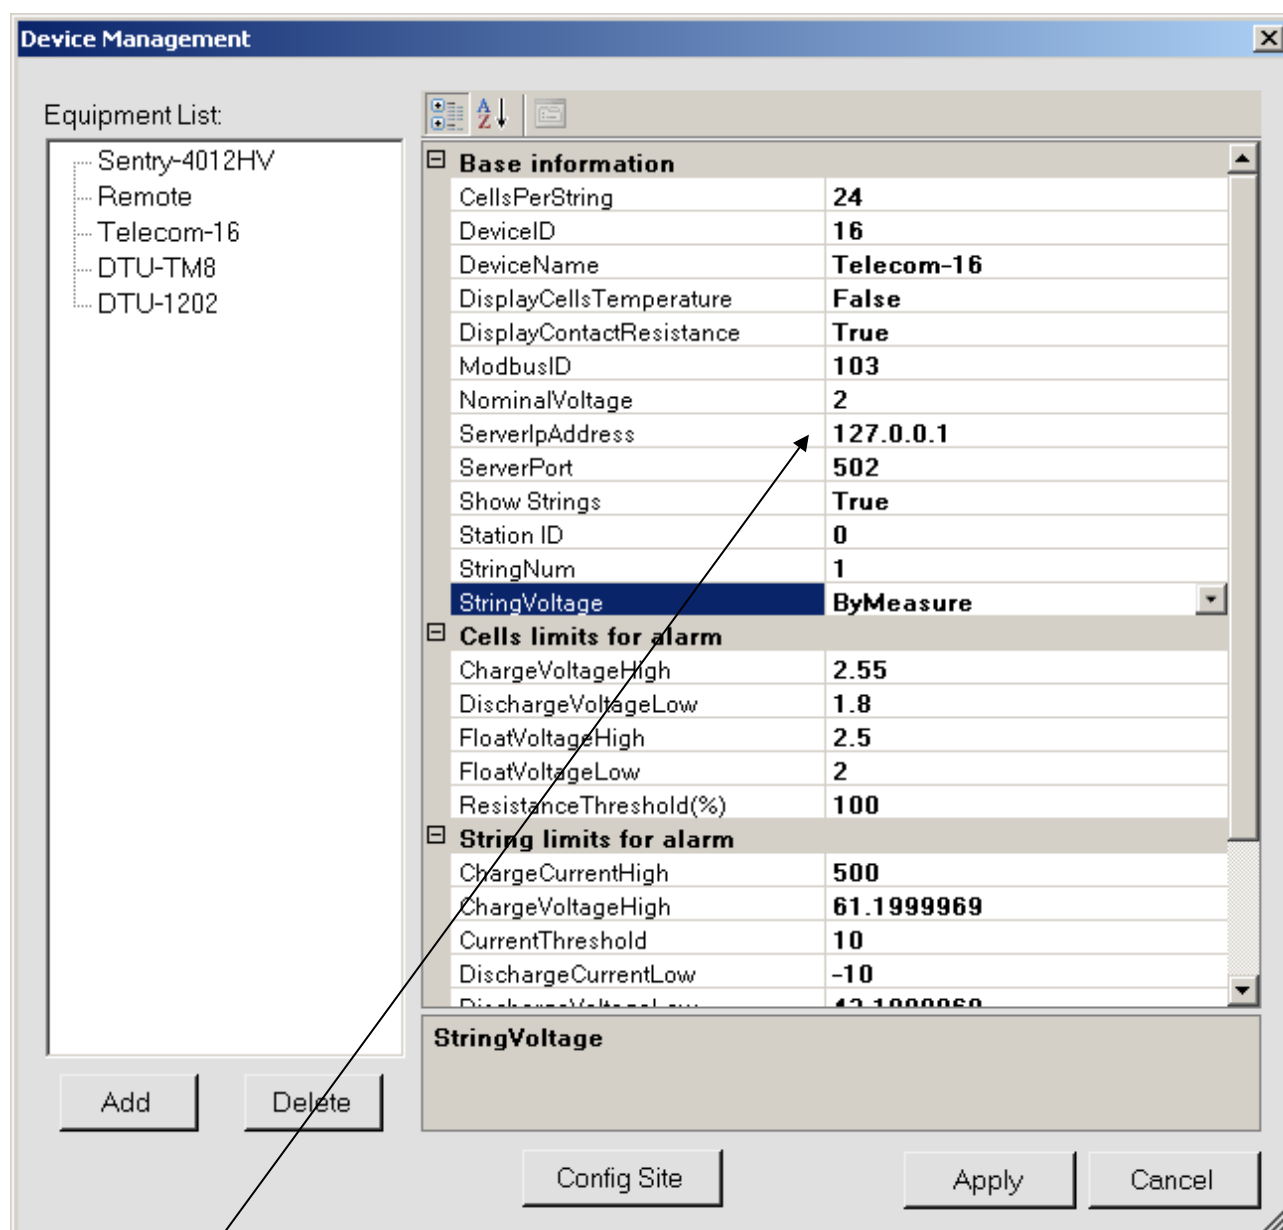 Device Management
Equipment List:
Sentry-4012HV
Remote
Telecom-16
DTU-TM8
DTU-1202
Base information
CellsPerString 24
DeviceID 16
DeviceName Telecom-16
DisplayCellsTemperature False
DisplayContactResistance True
ModbusID 103
NominalVoltage 2
ServerIpAddress 127.0.0.1
ServerPort 502
Show Strings True
Station ID 0
StringNum 1
StringVoltage ByMeasure
Cells limits for alarm
ChargeVoltageHigh 2.55
DischargeVoltageLow 1.8
FloatVoltageHigh 2.5
FloatVoltageLow 2
ResistanceThreshold(%) 100
String limits for alarm
ChargeCurrentHigh 500
ChargeVoltageHigh 61.1999969
CurrentThreshold 10
DischargeCurrentLow -10
DischargeVoltageLow 43.1999969
StringVoltage
Add Delete
Config Site Apply Cancel